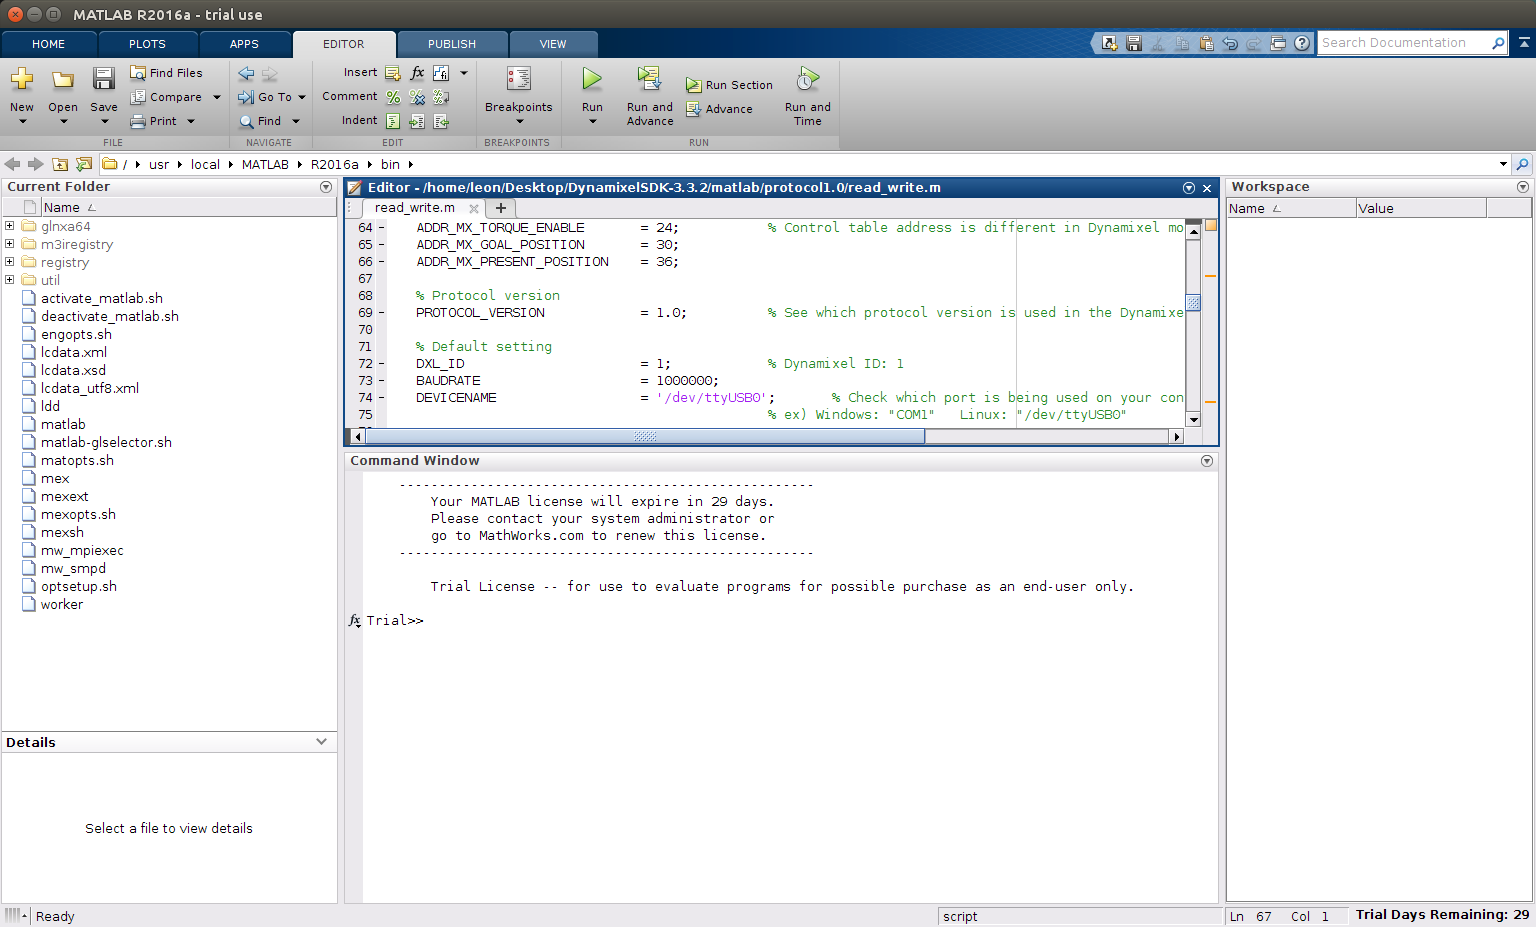 MATLAB R2016a - trial use
HOME PLOTS APPS EDITOR PUBLISH VIEW
Search Documentation
New Open Save
Find Files
Compare
Print
FILE
Go To
Find
NAVIGATE
Insert
Comment
Indent
EDIT
Breakpoints
BREAKPOINTS
Run
Run and Advance
Run Section
Advance
Run and Time
RUN
/ usr local MATLAB R2016a bin
Current Folder
Name
glnxa64
m3iregistry
registry
util
activate_matlab.sh
deactivate_matlab.sh
engopts.sh
lcdata.xml
lcdata.xsd
lcdata_utf8.xml
ldd
matlab
matlab-glselector.sh
matopts.sh
mex
mexext
mexopts.sh
mexsh
mw_mpiexec
mw_smpd
optsetup.sh
worker
Details
Select a file to view details
Editor - /home/leon/Desktop/DynamixelSDK-3.3.2/matlab/protocol1.0/read_write.m
read_write.m
64 - ADDR_MX_TORQUE_ENABLE = 24; % Control table address is different in Dynamixel mo
65 - ADDR_MX_GOAL_POSITION = 30;
66 - ADDR_MX_PRESENT_POSITION = 36;
67
68 % Protocol version
69 - PROTOCOL_VERSION = 1.0; % See which protocol version is used in the Dynamixe
70
71 % Default setting
72 - DXL_ID = 1; % Dynamixel ID: 1
73 - BAUDRATE = 1000000;
74 - DEVICENAME = '/dev/ttyUSB0'; % Check which port is being used on your con
75 % ex) Windows: "COM1" Linux: "/dev/ttyUSB0"
Command Window
----------------------------------------------------
Your MATLAB license will expire in 29 days.
Please contact your system administrator or
go to MathWorks.com to renew this license.
----------------------------------------------------
Trial License -- for use to evaluate programs for possible purchase as an end-user only.
fx Trial>>
Workspace
Name Value
Ready
script
Ln 67 Col 1
Trial Days Remaining: 29